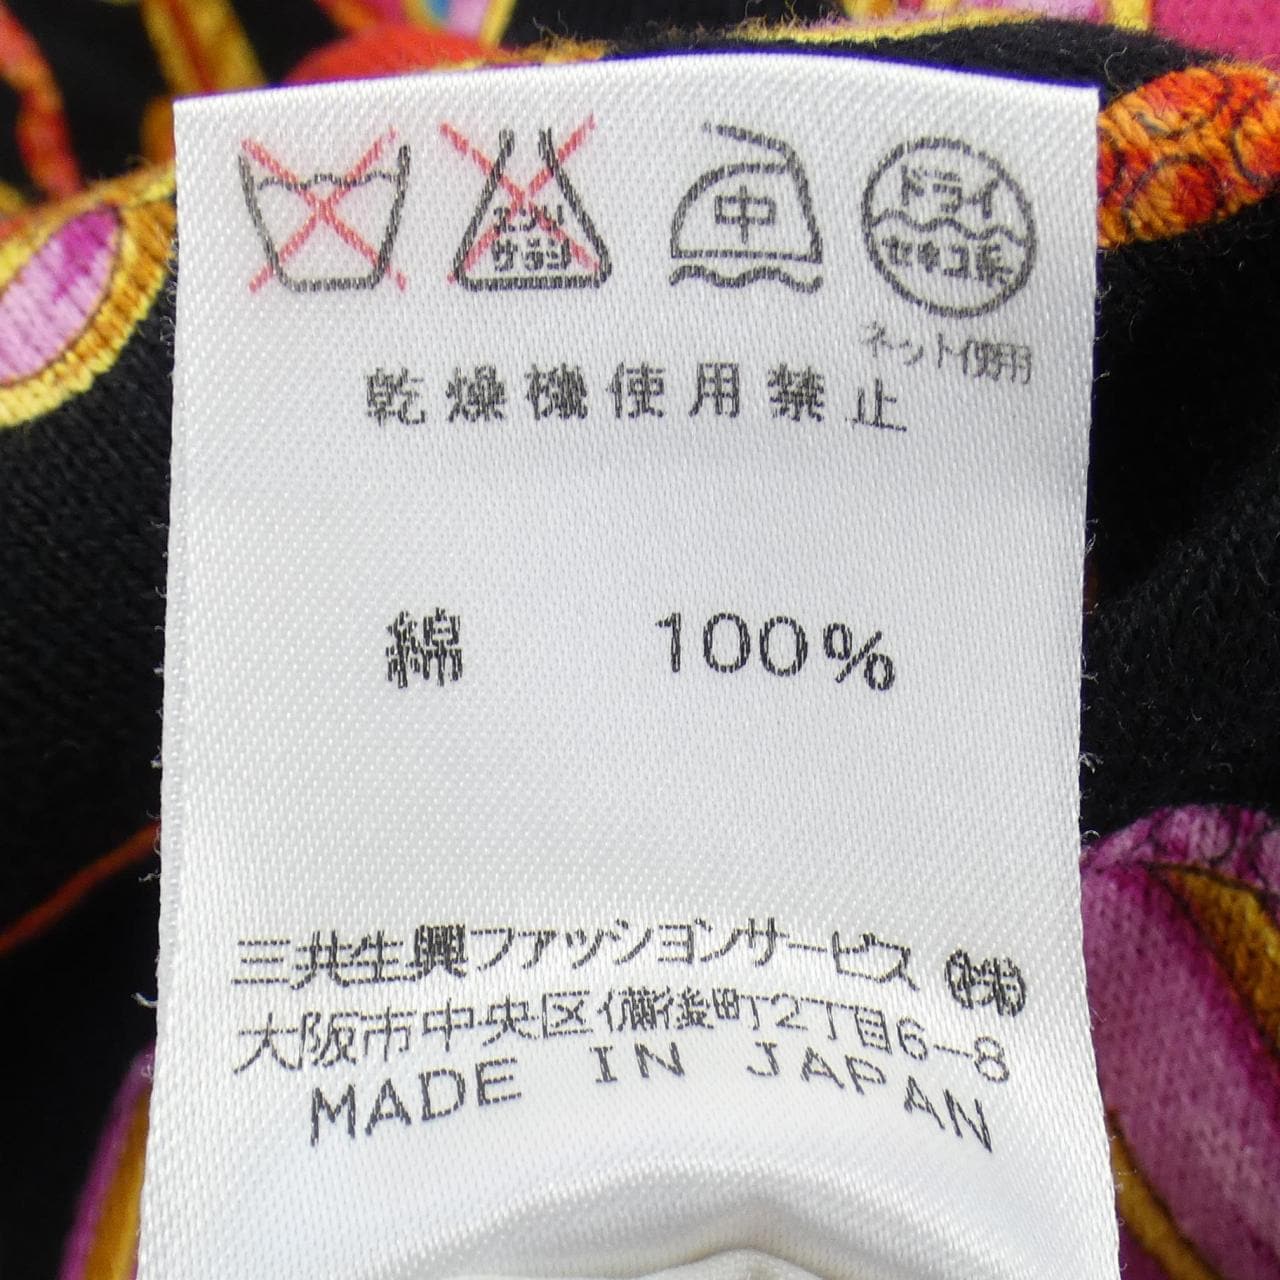 エンソ
サラシ
中
ドライ
セキユ系
ネット使用
乾燥機使用禁止
綿 100%
三共生興ファッションサービス㈱
大阪市中央区備後町2丁目6-8
MADE IN JAPAN